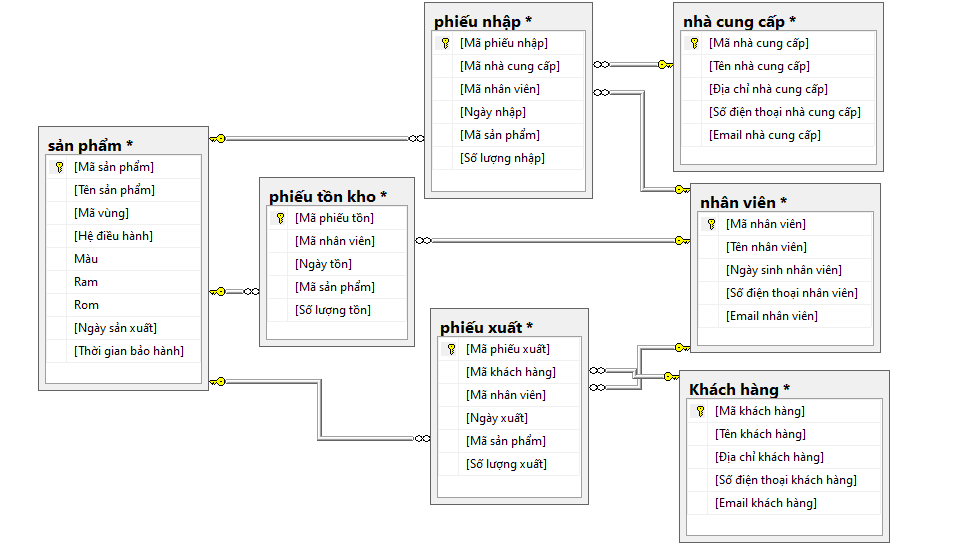 phiếu nhập *
[Mã phiếu nhập]
[Mã nhà cung cấp]
[Mã nhân viên]
[Ngày nhập]
[Mã sản phẩm]
[Số lượng nhập]
nhà cung cấp *
[Mã nhà cung cấp]
[Tên nhà cung cấp]
[Địa chỉ nhà cung cấp]
[Số điện thoại nhà cung cấp]
[Email nhà cung cấp]
sản phẩm *
[Mã sản phẩm]
[Tên sản phẩm]
[Mã vùng]
[Hệ điều hành]
Màu
Ram
Rom
[Ngày sản xuất]
[Thời gian bảo hành]
phiếu tồn kho *
[Mã phiếu tồn]
[Mã nhân viên]
[Ngày tồn]
[Mã sản phẩm]
[Số lượng tồn]
nhân viên *
[Mã nhân viên]
[Tên nhân viên]
[Ngày sinh nhân viên]
[Số điện thoại nhân viên]
[Email nhân viên]
phiếu xuất *
[Mã phiếu xuất]
[Mã khách hàng]
[Mã nhân viên]
[Ngày xuất]
[Mã sản phẩm]
[Số lượng xuất]
Khách hàng *
[Mã khách hàng]
[Tên khách hàng]
[Địa chỉ khách hàng]
[Số điện thoại khách hàng]
[Email khách hàng]